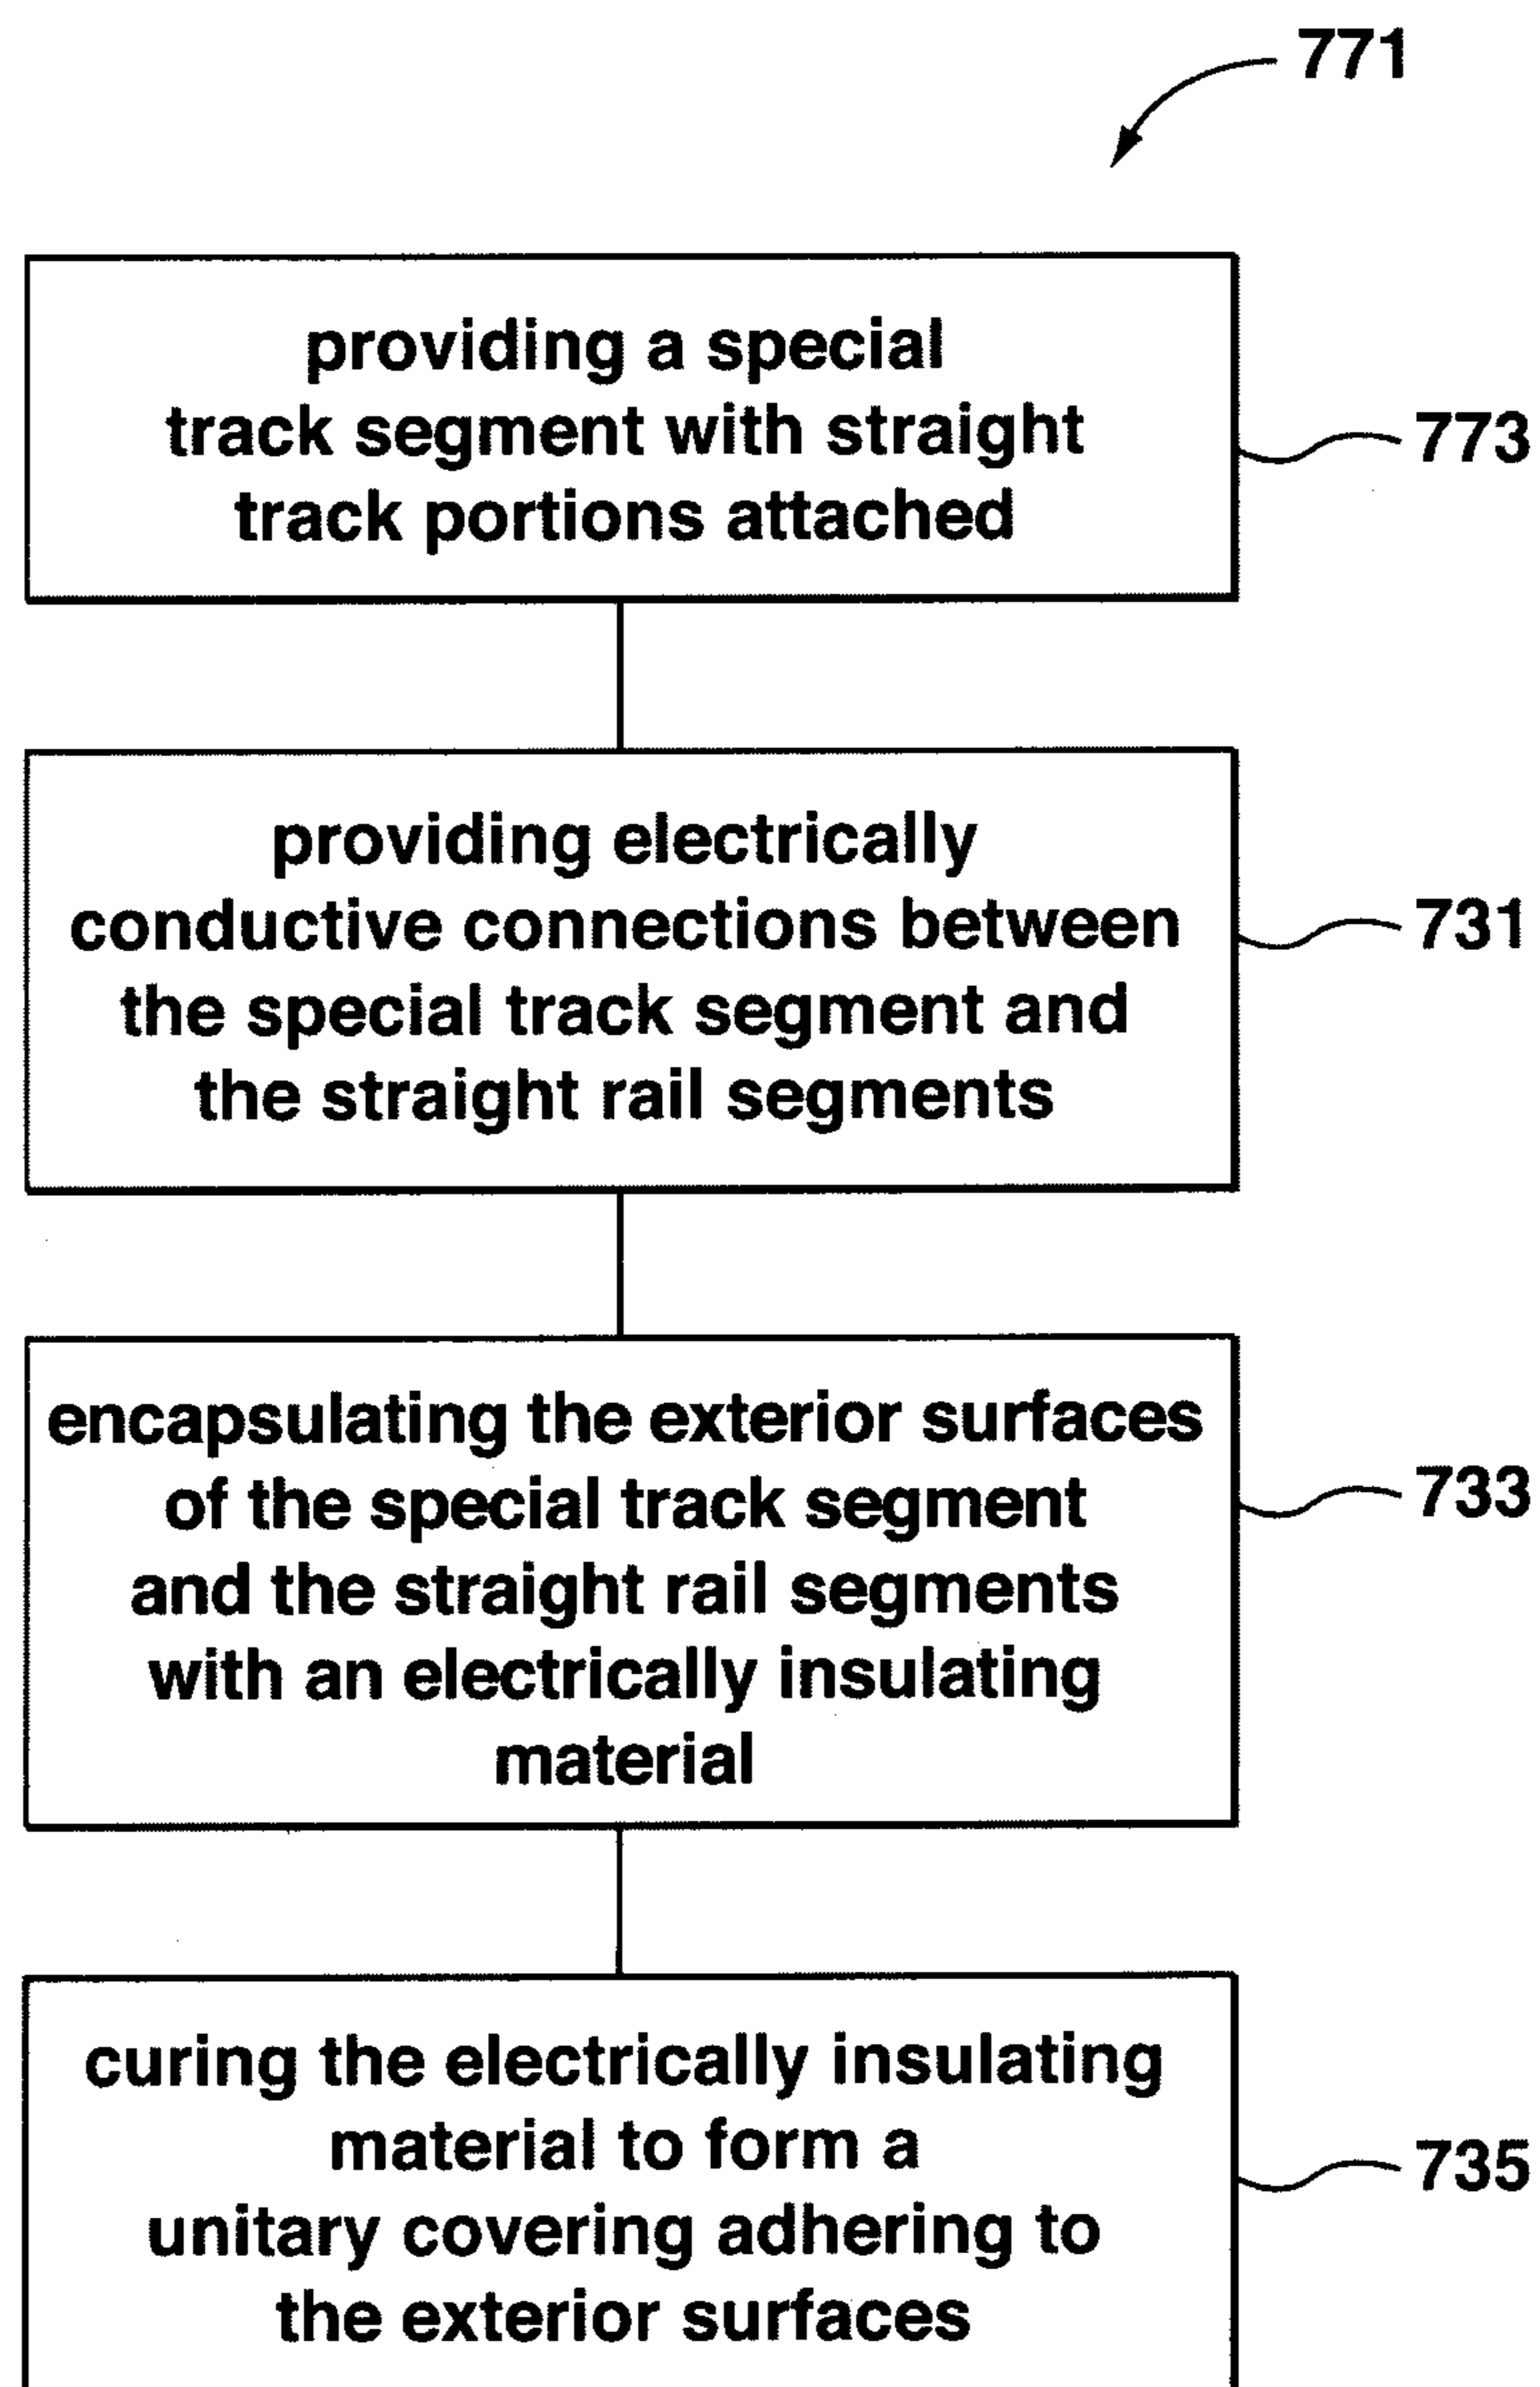 771
providing a special
track segment with straight
track portions attached
773
providing electrically
conductive connections between
the special track segment and
the straight rail segments
731
encapsulating the exterior surfaces
of the special track segment
and the straight rail segments
with an electrically insulating
material
733
curing the electrically insulating
material to form a
unitary covering adhering to
the exterior surfaces
735